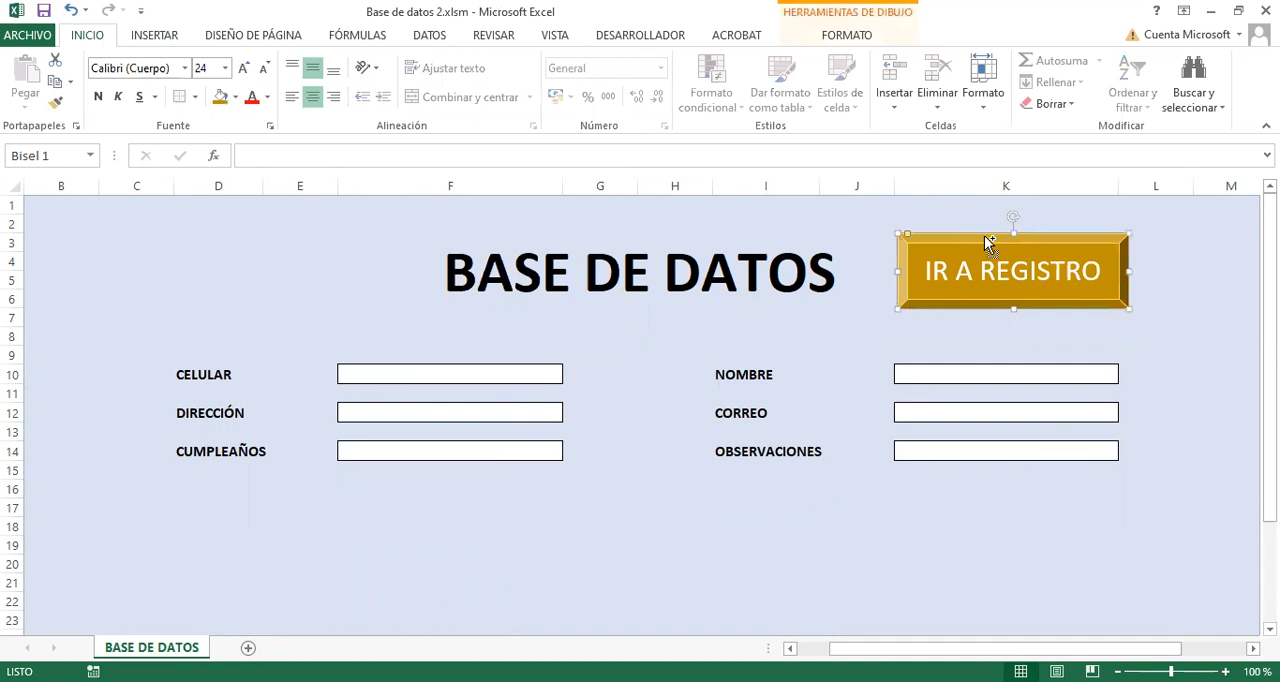 Base de datos 2.xlsm - Microsoft Excel
HERRAMIENTAS DE DIBUJO
?
ARCHIVO INICIO INSERTAR DISEÑO DE PÁGINA FÓRMULAS DATOS REVISAR VISTA DESARROLLADOR ACROBAT FORMATO Cuenta Microsoft
Pegar
Calibri (Cuerpo) 24
N K S
Ajustar texto
Combinar y centrar
General
% 000
Formato condicional
Dar formato como tabla
Estilos de celda
Insertar Eliminar Formato
Autosuma
Rellenar
Borrar
Ordenar y filtrar
Buscar y seleccionar
Portapapeles Fuente Alineación Número Estilos Celdas Modificar
Bisel 1 fx
B C D E F G H I J K L M
1
2
3
4
5
6
7
8
9
10
11
12
13
14
15
16
17
18
19
20
21
22
23
BASE DE DATOS
IR A REGISTRO
CELULAR NOMBRE
DIRECCIÓN CORREO
CUMPLEAÑOS OBSERVACIONES
BASE DE DATOS
LISTO 100 %